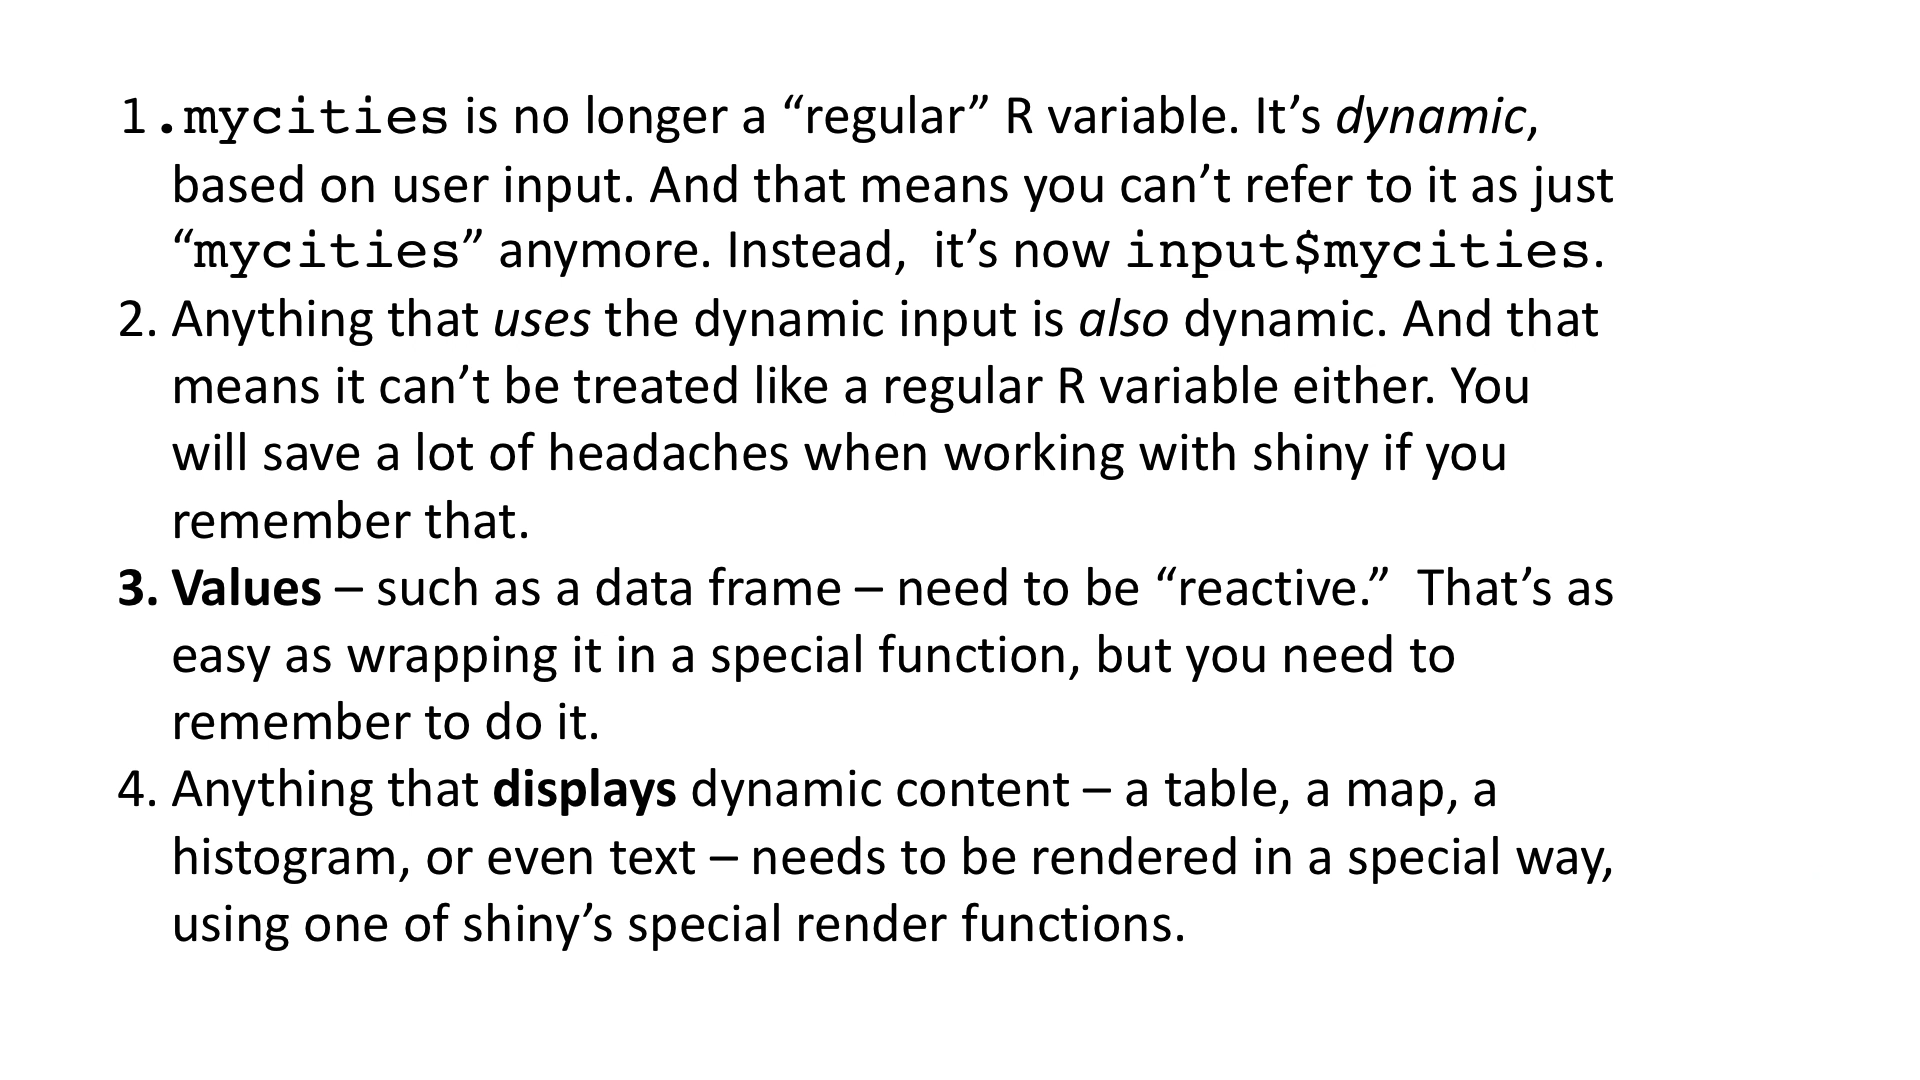 1.mycities is no longer a “regular” R variable. It’s dynamic,
based on user input. And that means you can’t refer to it as just
“mycities” anymore. Instead,  it’s now input$mycities.
2. Anything that uses the dynamic input is also dynamic. And that
means it can’t be treated like a regular R variable either. You
will save a lot of headaches when working with shiny if you
remember that.
3. Values – such as a data frame – need to be “reactive.”  That’s as
easy as wrapping it in a special function, but you need to
remember to do it.
4. Anything that displays dynamic content – a table, a map, a
histogram, or even text – needs to be rendered in a special way,
using one of shiny’s special render functions.